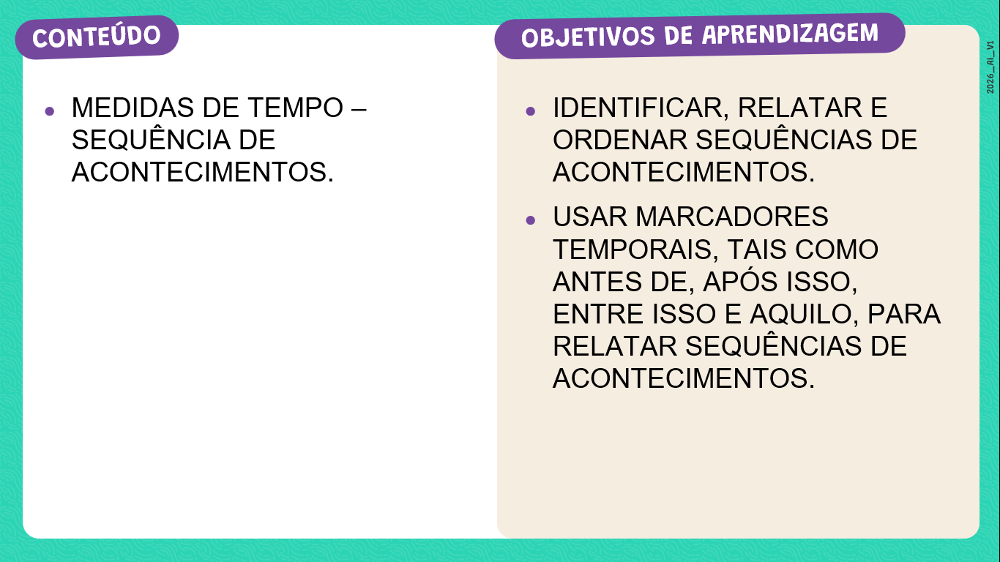 CONTEÚDO
MEDIDAS DE TEMPO –
SEQUÊNCIA DE
ACONTECIMENTOS.
OBJETIVOS DE APRENDIZAGEM
IDENTIFICAR, RELATAR E
ORDENAR SEQUÊNCIAS DE
ACONTECIMENTOS.
USAR MARCADORES
TEMPORAIS, TAIS COMO
ANTES DE, APÓS ISSO,
ENTRE ISSO E AQUILO, PARA
RELATAR SEQUÊNCIAS DE
ACONTECIMENTOS.
2026_AI_V1